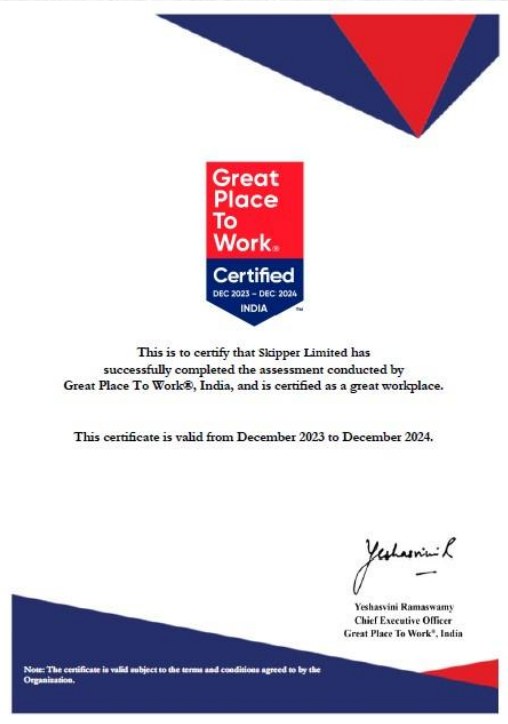 Great
Place
To
Work®
Certified
DEC 2023 – DEC 2024
INDIA
™
This is to certify that Skipper Limited has
successfully completed the assessment conducted by
Great Place To Work®, India, and is certified as a great workplace.
This certificate is valid from December 2023 to December 2024.
Yeshasvini R
Yeshasvini Ramaswamy
Chief Executive Officer
Great Place To Work®, India
Note: The certificate is valid subject to the terms and conditions agreed to by the
Organization.